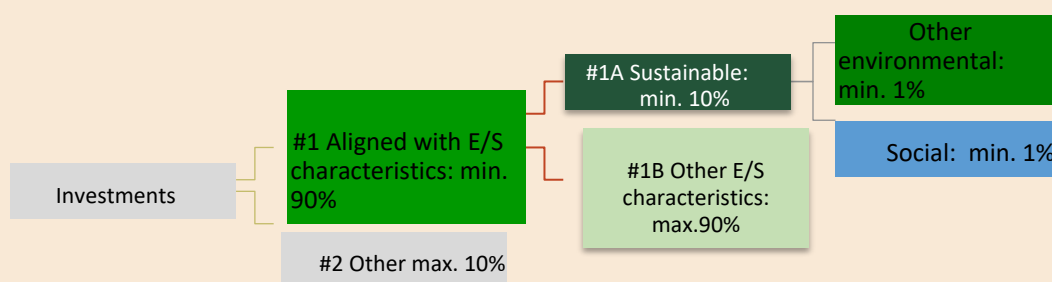 Investments
#1 Aligned with E/S
characteristics: min.
90%
#2 Other max. 10%
#1A Sustainable:
min. 10%
#1B Other E/S
characteristics:
max.90%
Other
environmental:
min. 1%
Social: min. 1%